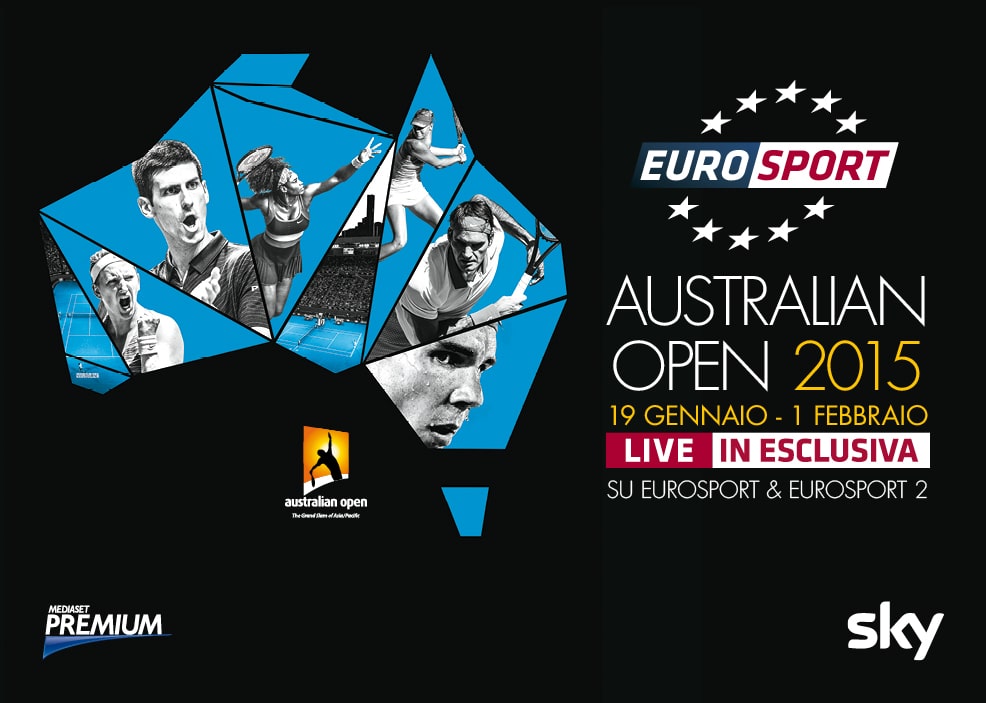 EUROSPORT
AUSTRALIAN
OPEN 2015
19 GENNAIO - 1 FEBBRAIO
LIVE IN ESCLUSIVA
SU EUROSPORT & EUROSPORT 2
australian open
The Grand Slam of Asia/Pacific
MEDIASET
PREMIUM
sky